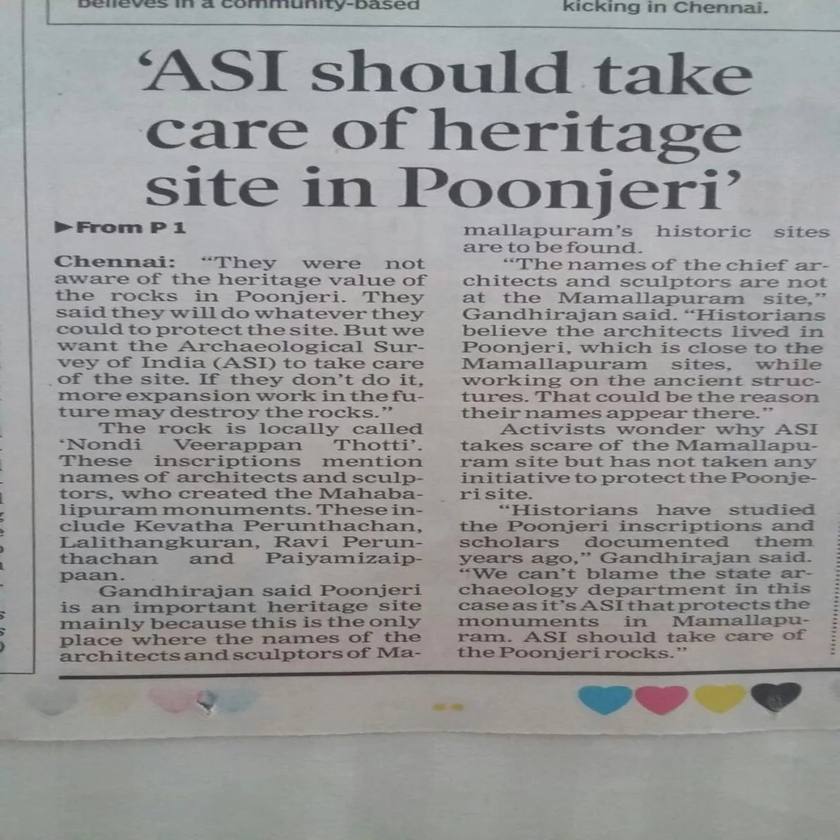 believes in a community-based
kicking in Chennai.
‘ASI should take
care of heritage
site in Poonjeri’
▶From P 1
Chennai: “They were not
aware of the heritage value of
the rocks in Poonjeri. They
said they will do whatever they
could to protect the site. But we
want the Archaeological Sur-
vey of India (ASI) to take care
of the site. If they don’t do it,
more expansion work in the fu-
ture may destroy the rocks.”
The rock is locally called
‘Nondi Veerappan Thotti’.
These inscriptions mention
names of architects and sculp-
tors, who created the Mahaba-
lipuram monuments. These in-
clude Kevatha Perunthachan,
Lalithangkuran, Ravi Perun-
thachan and Paiyamizaip-
paan.
Gandhirajan said Poonjeri
is an important heritage site
mainly because this is the only
place where the names of the
architects and sculptors of Ma-
mallapuram’s historic sites
are to be found.
“The names of the chief ar-
chitects and sculptors are not
at the Mamallapuram site,”
Gandhirajan said. “Historians
believe the architects lived in
Poonjeri, which is close to the
Mamallapuram sites, while
working on the ancient struc-
tures. That could be the reason
their names appear there.”
Activists wonder why ASI
takes scare of the Mamallapu-
ram site but has not taken any
initiative to protect the Poonje-
ri site.
“Historians have studied
the Poonjeri inscriptions and
scholars documented them
years ago,” Gandhirajan said.
“We can’t blame the state ar-
chaeology department in this
case as it’s ASI that protects the
monuments in Mamallapu-
ram. ASI should take care of
the Poonjeri rocks.”